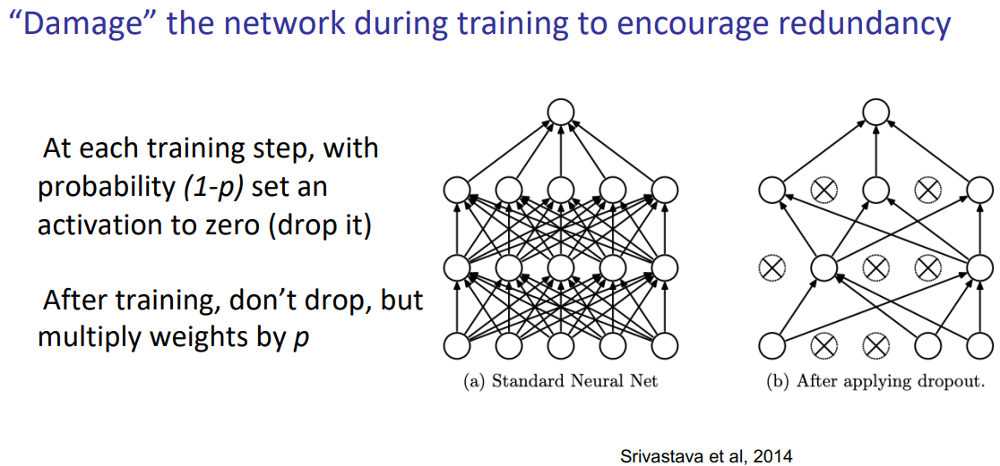 “Damage” the network during training to encourage redundancy
At each training step, with
probability (1-p) set an
activation to zero (drop it)
After training, don’t drop, but
multiply weights by p
(a) Standard Neural Net
(b) After applying dropout.
Srivastava et al, 2014